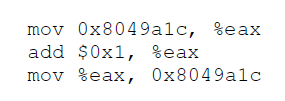 mov 0x8049a1c, %eax
add $0x1, %eax
mov %eax, 0x8049a1c